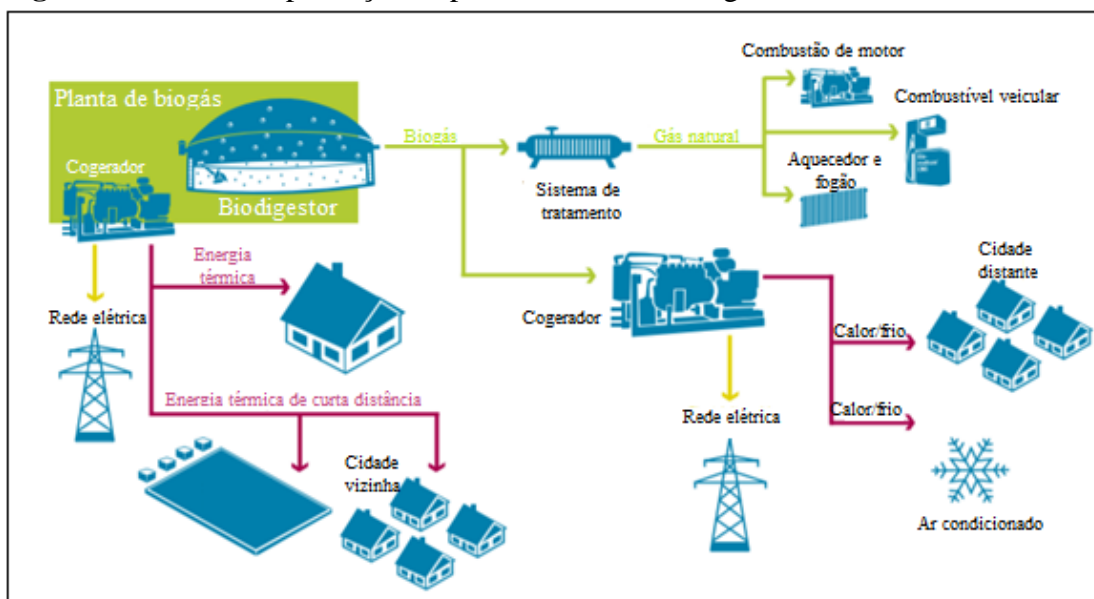 Combustão de motor
Planta de biogás
Combustível veicular
Biogás
Gás natural
Aquecedor e
fogão
Cogerador
Sistema de
tratamento
Biodigestor
Energia
térmica
Cidade
distante
Rede elétrica
Cogerador
Calor/frio
Energia térmica de curta distância
Calor/frio
Rede elétrica
Cidade
vizinha
Ar condicionado